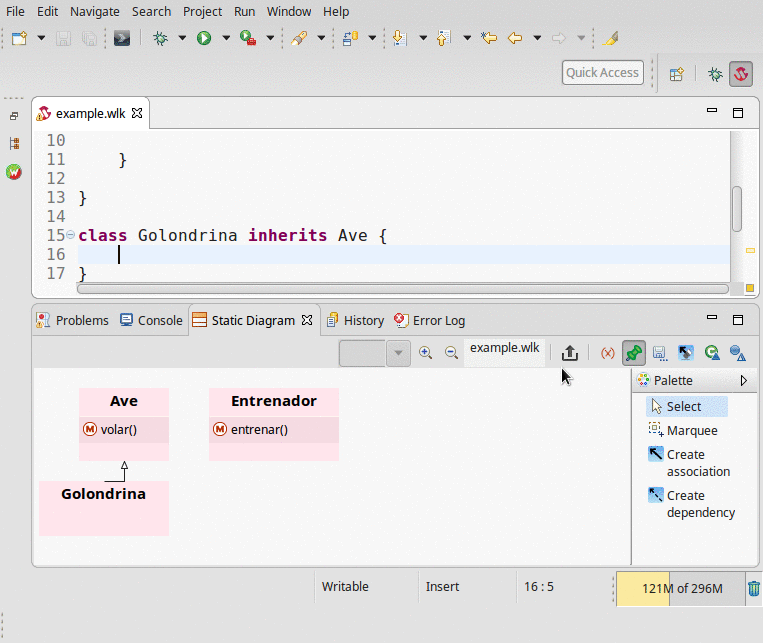 File Edit Navigate Search Project Run Window Help
Quick Access
example.wlk
10
11 }
12
13 }
14
15 class Golondrina inherits Ave {
16
17 }
Problems Console Static Diagram History Error Log
example.wlk
Ave
M volar()
Entrenador
M entrenar()
Golondrina
Palette
Select
Marquee
Create
association
Create
dependency
Writable Insert 16 : 5 121M of 296M